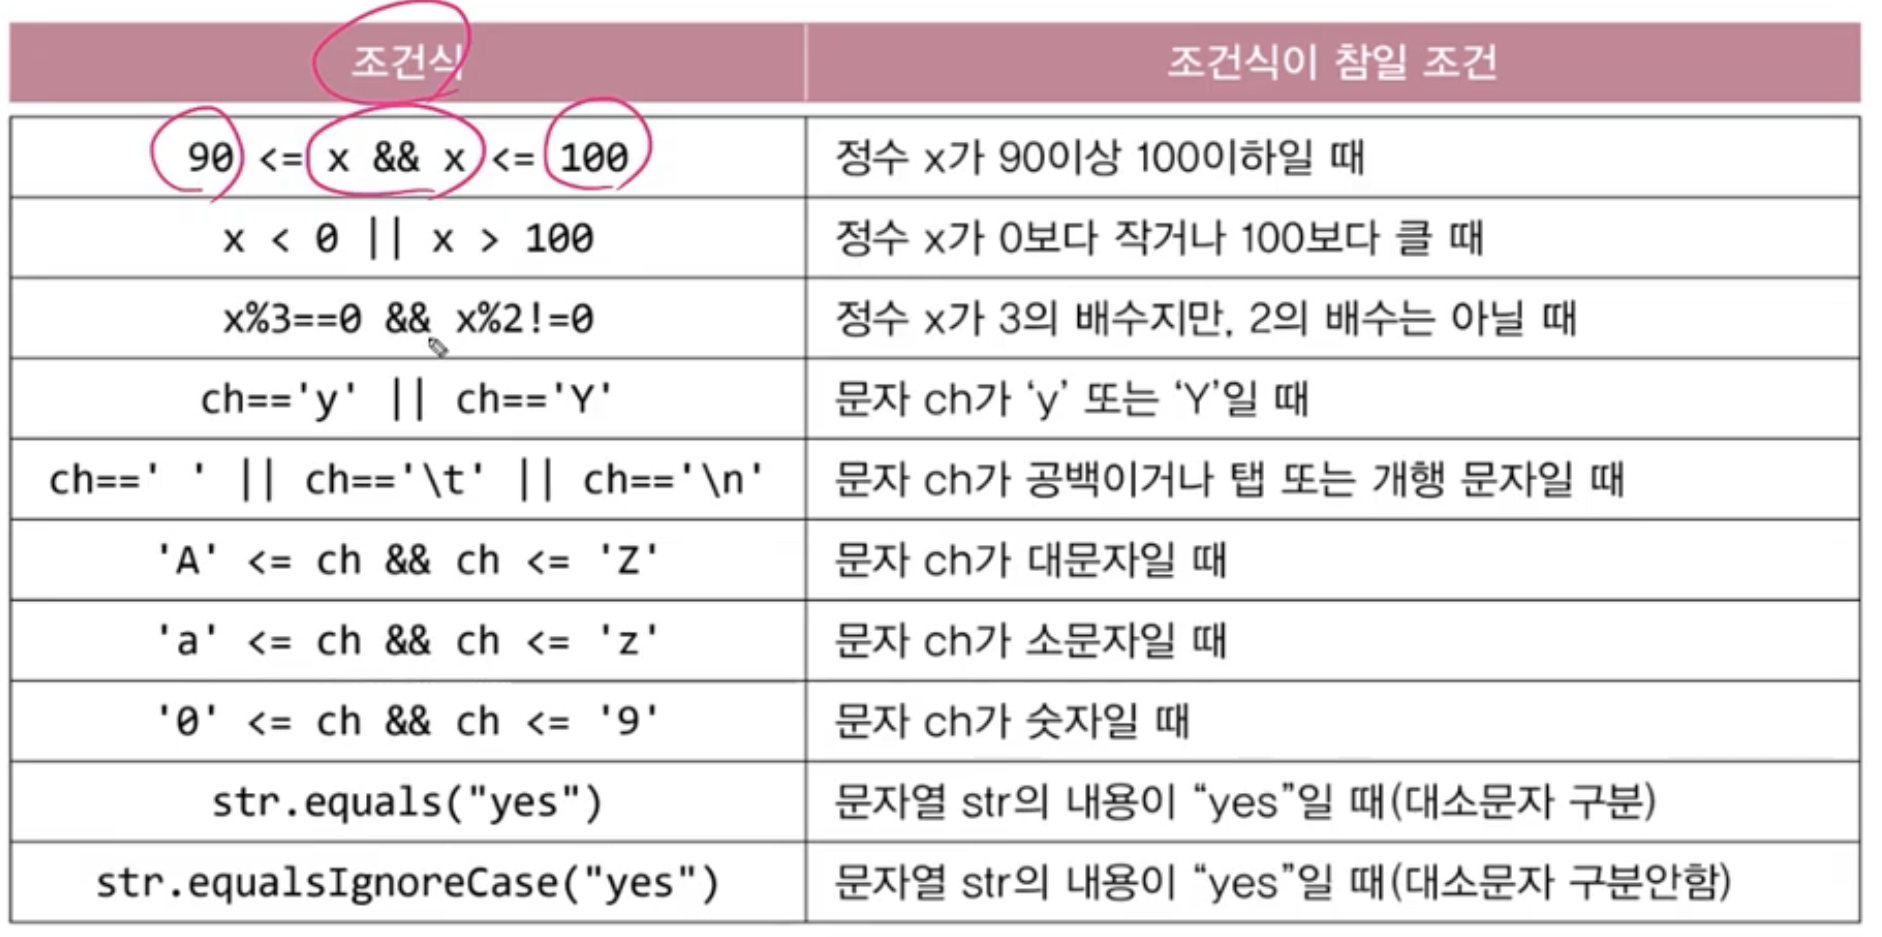 조건식 조건식이 참일 조건
90 <= x && x <= 100 정수 x가 90이상 100이하일 때
x < 0 || x > 100 정수 x가 0보다 작거나 100보다 클 때
x%3==0 && x%2!=0 정수 x가 3의 배수지만, 2의 배수는 아닐 때
ch=='y' || ch=='Y' 문자 ch가 ‘y’ 또는 ‘Y’일 때
ch==' ' || ch=='\t' || ch=='\n' 문자 ch가 공백이거나 탭 또는 개행 문자일 때
'A' <= ch && ch <= 'Z' 문자 ch가 대문자일 때
'a' <= ch && ch <= 'z' 문자 ch가 소문자일 때
'0' <= ch && ch <= '9' 문자 ch가 숫자일 때
str.equals("yes") 문자열 str의 내용이 “yes”일 때(대소문자 구분)
str.equalsIgnoreCase("yes") 문자열 str의 내용이 “yes”일 때(대소문자 구분안함)